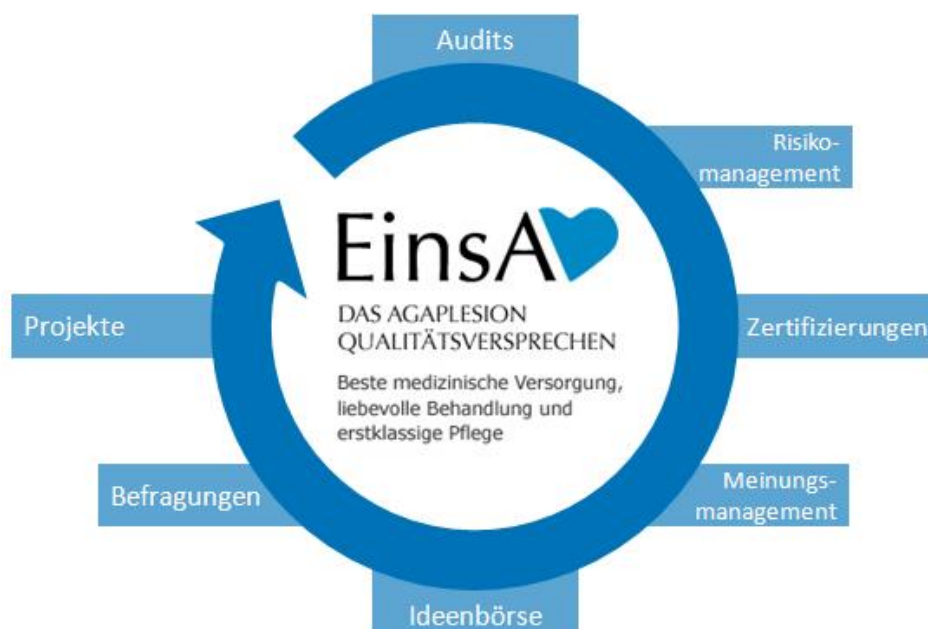 Audits
Risiko-
management
Zertifizierungen
Meinungs-
management
Ideenbörse
Befragungen
Projekte
EinsA
DAS AGAPLESION
QUALITÄTSVERSPRECHEN
Beste medizinische Versorgung,
liebevolle Behandlung und
erstklassige Pflege